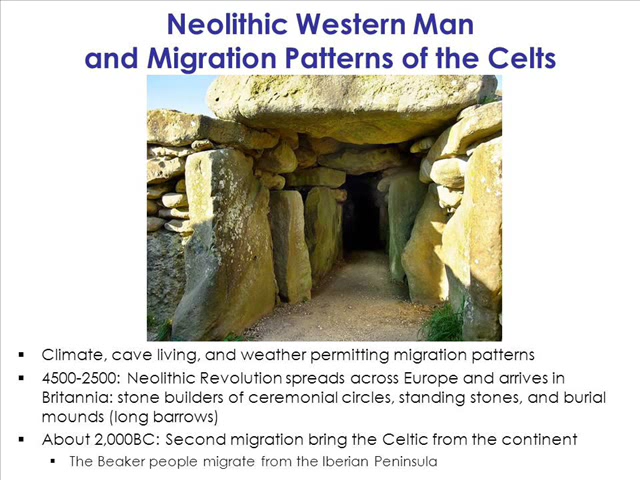 Neolithic Western Man
and Migration Patterns of the Celts
▪ Climate, cave living, and weather permitting migration patterns
▪ 4500-2500: Neolithic Revolution spreads across Europe and arrives in
Britannia: stone builders of ceremonial circles, standing stones, and burial
mounds (long barrows)
▪ About 2,000BC: Second migration bring the Celtic from the continent
▪ The Beaker people migrate from the Iberian Peninsula